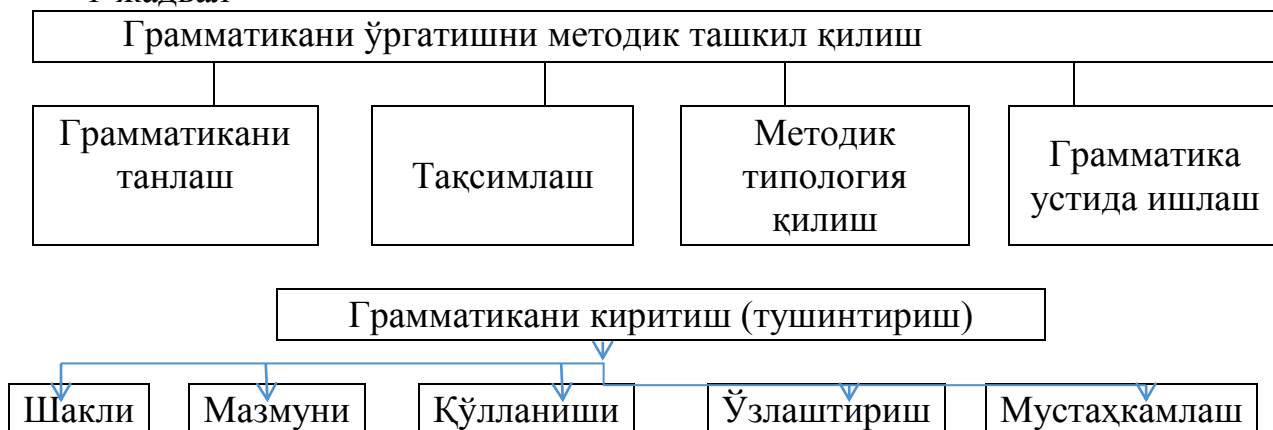 Грамматикани ўргатишни методик ташкил қилиш
Грамматикани
танлаш
Тақсимлаш
Методик
типология
қилиш
Грамматика
устида ишлаш
Грамматикани киритиш (тушинтириш)
Шакли
Мазмуни
Қўлланиши
Ўзлаштириш
Мустаҳкамлаш